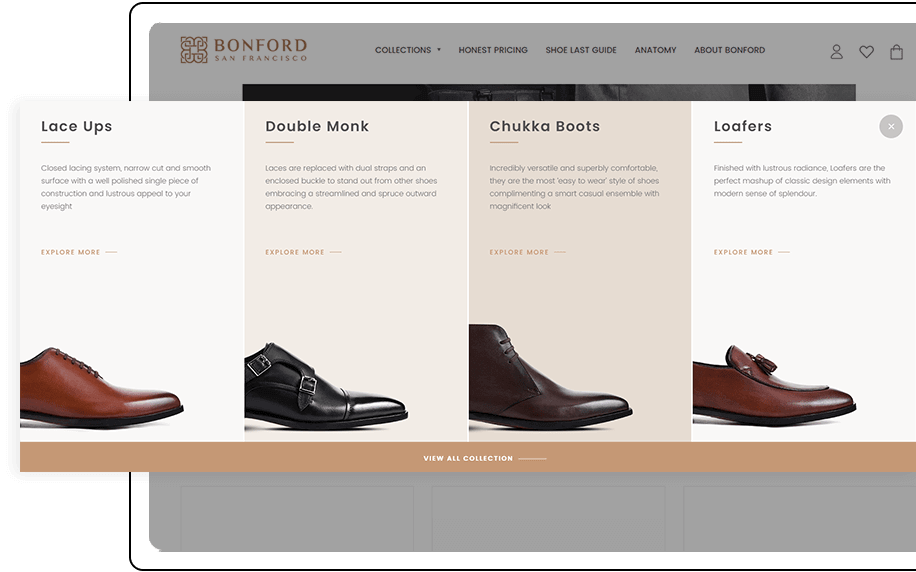 BONFORD
SAN FRANCISCO
COLLECTIONS
HONEST PRICING
SHOE LAST GUIDE
ANATOMY
ABOUT BONFORD
Lace Ups
Closed lacing system, narrow cut and smooth
surface with a well polished single piece of
construction and lustrous appeal to your
eyesight
EXPLORE MORE
Double Monk
Laces are replaced with dual straps and an
enclosed buckle to stand out from other shoes
embracing a streamlined and spruce outward
appearance.
EXPLORE MORE
Chukka Boots
Incredibly versatile and superbly comfortable,
they are the most 'easy to wear' style of shoes
complimenting a smart casual ensemble with
magnificent look
EXPLORE MORE
Loafers
Finished with lustrous radiance, Loafers are the
perfect mashup of classic design elements with
modern sense of splendour.
EXPLORE MORE
VIEW ALL COLLECTION